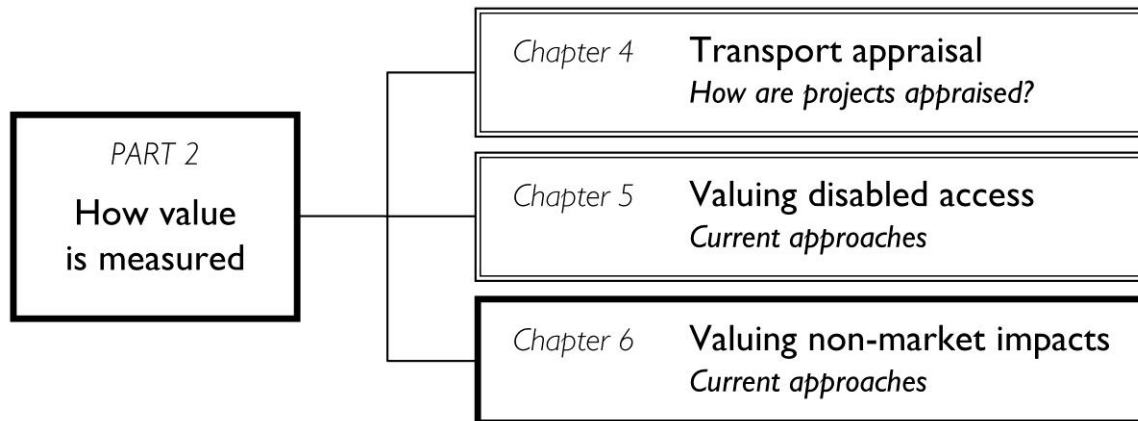 PART 2
How value
is measured
Chapter 4 Transport appraisal
How are projects appraised?
Chapter 5 Valuing disabled access
Current approaches
Chapter 6 Valuing non-market impacts
Current approaches